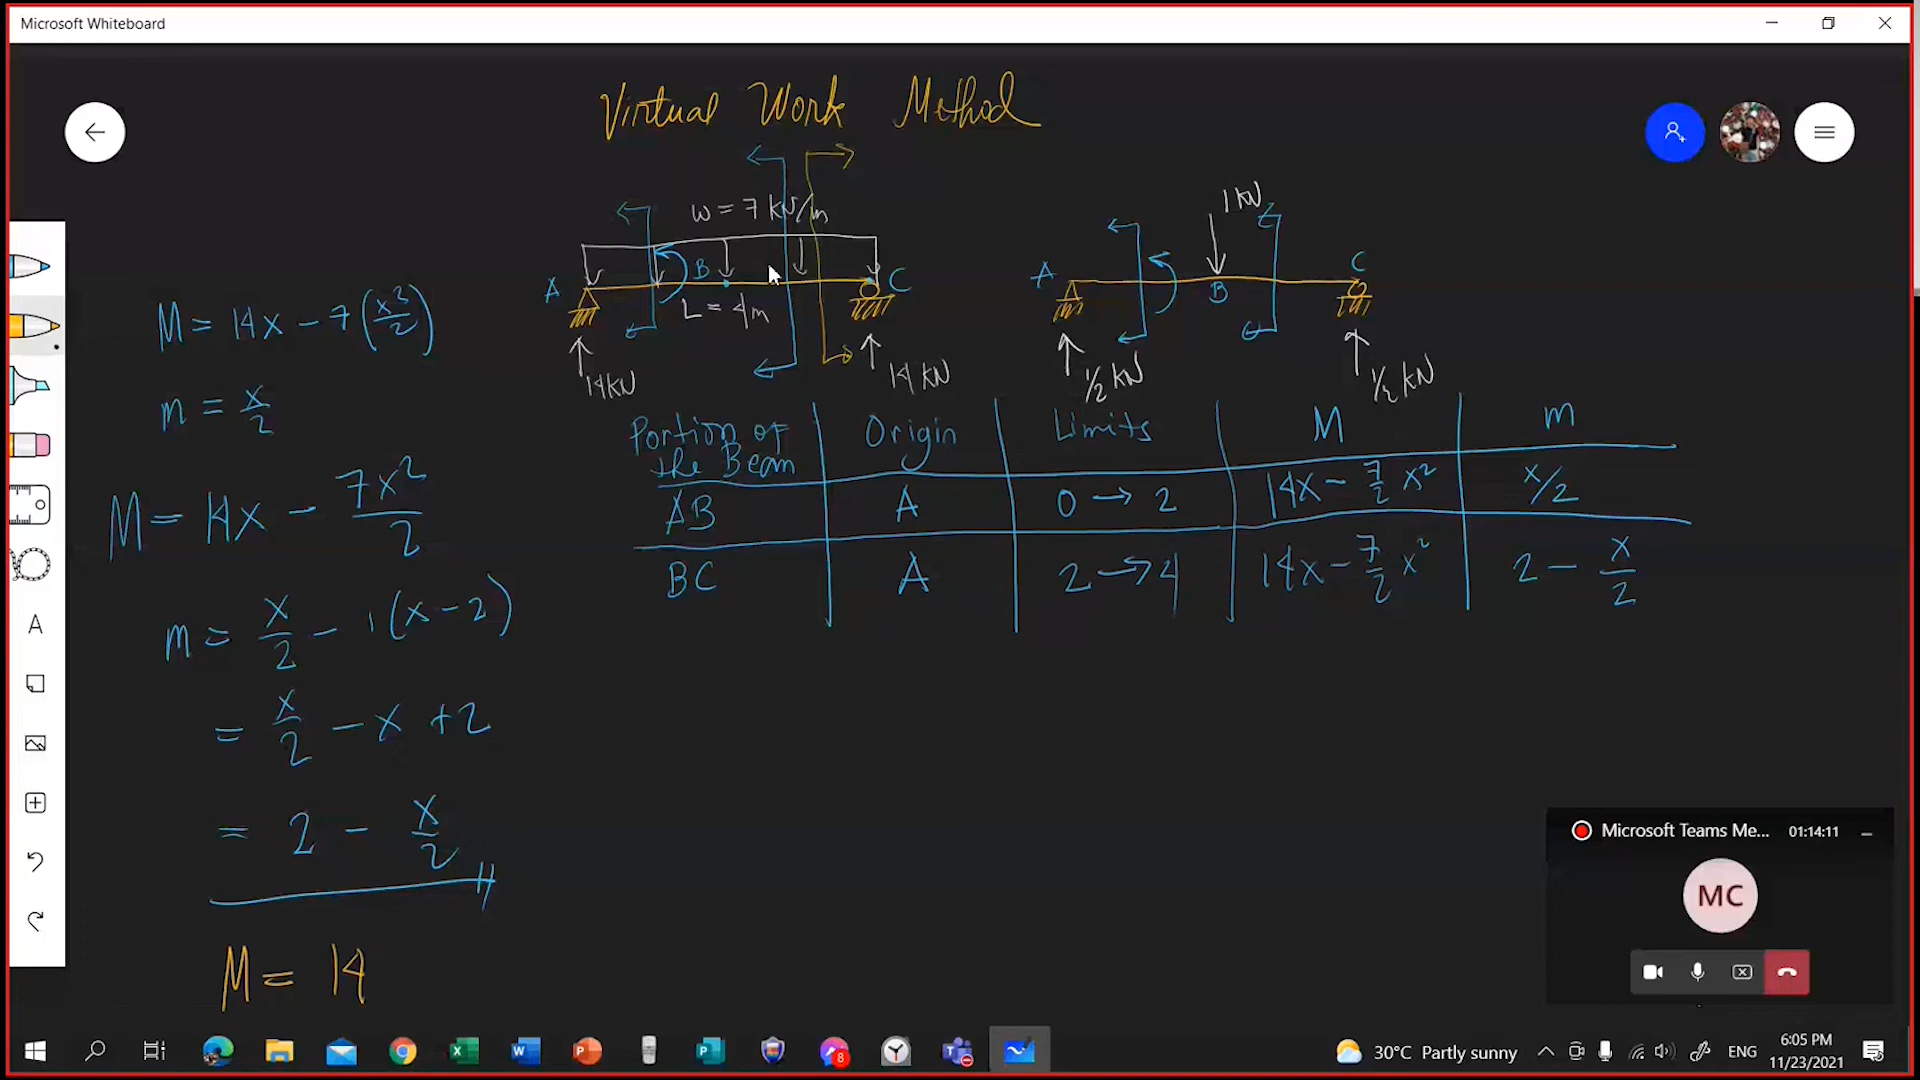 Microsoft Whiteboard
Virtual Work Method
w = 7 kN/m
A
B
C
L = 4m
14KN
14 KN
1 KN
A
B
C
1/2 KN
1/2 KN
M = 14x - 7(x²/2)
m = x/2
M = 14x - 7x²/2
m = x/2 - 1(x-2)
= x/2 - x + 2
= 2 - x/2
M = 14
Portion of the Beam Origin Limits M m
AB A 0 → 2 14x - 7/2 x² x/2
BC A 2 → 4 14x - 7/2 x² 2 - x/2
A
Microsoft Teams Me... 01:14:11
MC
8
30°C Partly sunny
ENG
6:05 PM
11/23/2021